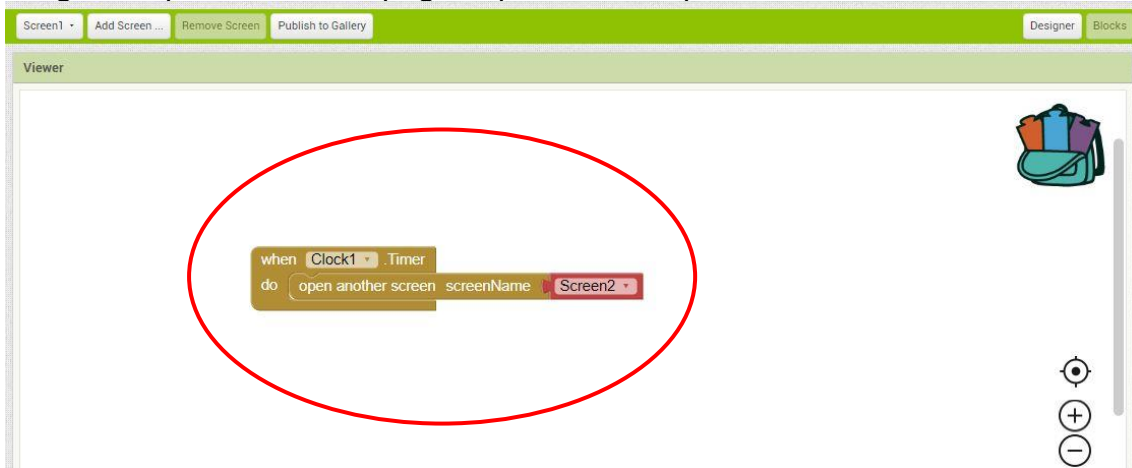 Screen1 Add Screen ... Remove Screen Publish to Gallery Designer Blocks
Viewer
when Clock1 .Timer
do open another screen screenName Screen2